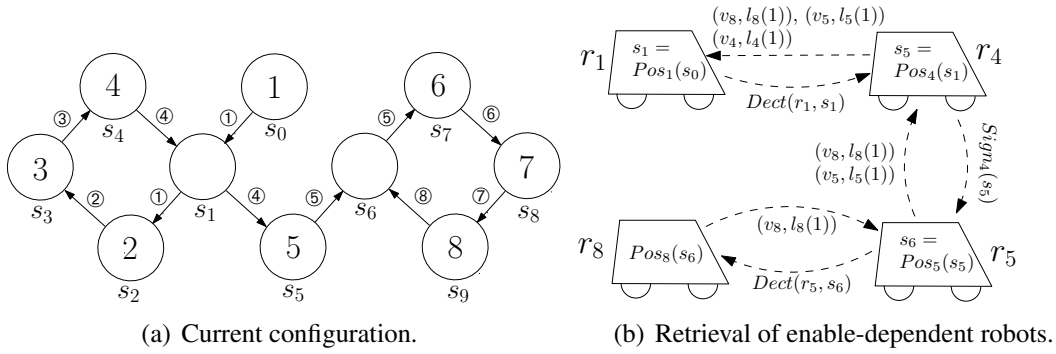 4
1
6
③
④
①
⑤
⑥
s₄
s₀
s₇
3
7
s₃
②
①
s₁
④
⑤
s₆
⑧
⑦
s₈
2
5
8
s₂
s₅
s₉
(a) Current configuration.
(v₈, l₈(1)), (v₅, l₅(1))
(v₄, l₄(1))
r₁
s₁ =
Pos₁(s₀)
s₅ =
Pos₄(s₁)
r₄
Dect(r₁, s₁)
(v₈, l₈(1))
(v₅, l₅(1))
Sign₄(s₅)
(v₈, l₈(1))
r₈
Pos₈(s₆)
s₆ =
Pos₅(s₅)
r₅
Dect(r₅, s₆)
(b) Retrieval of enable-dependent robots.